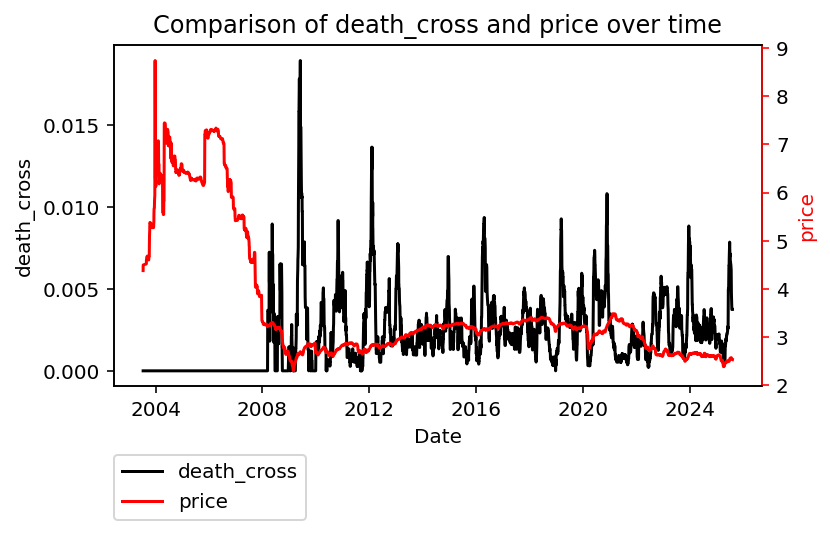 Comparison of death_cross and price over time
death_cross
0.015
0.010
0.005
0.000
9
8
7
6
5
4
3
2
price
2004 2008 2012 2016 2020 2024
Date
death_cross
price